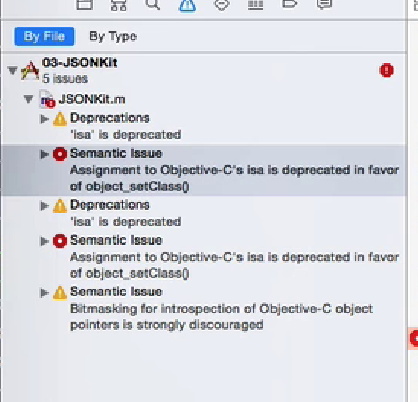 By File By Type
03-JSONKit
5 issues
JSONKit.m
Deprecations
'isa' is deprecated
Semantic Issue
Assignment to Objective-C's isa is deprecated in favor
of object_setClass()
Deprecations
'isa' is deprecated
Semantic Issue
Assignment to Objective-C's isa is deprecated in favor
of object_setClass()
Semantic Issue
Bitmasking for introspection of Objective-C object
pointers is strongly discouraged